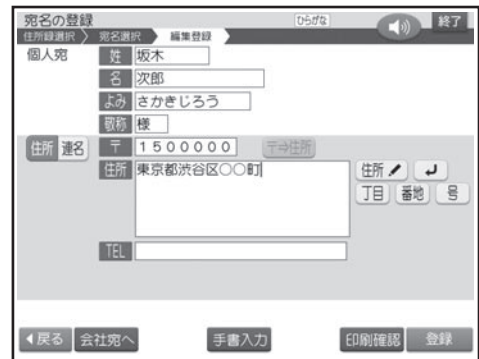 宛名の登録 ひらがな 終了
住所録選択 宛名選択 編集登録
個人宛 姓 坂木
名 次郎
よみ さかきじろう
敬称 様
住所 連名 〒 1500000 〒⇒住所
住所 東京都渋谷区○○町 住所
丁目 番地 号
TEL
戻る 会社宛へ 手書入力 印刷確認 登録